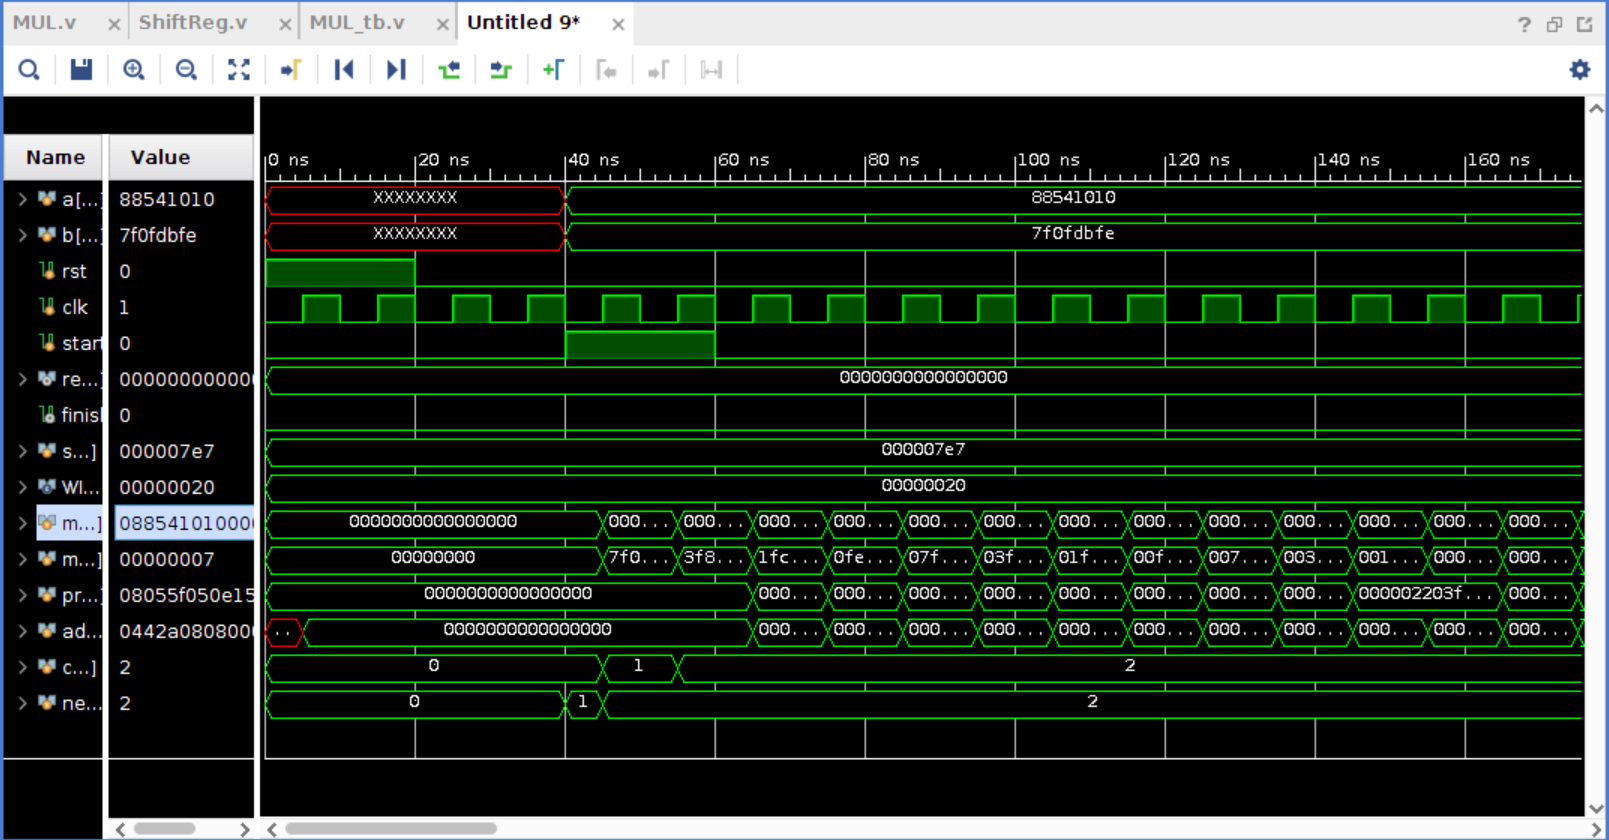 MUL.v × ShiftReg.v × MUL_tb.v × Untitled 9* ×
?
Name Value
0 ns 20 ns 40 ns 60 ns 80 ns 100 ns 120 ns 140 ns 160 ns
a[...] 88541010 XXXXXXXX 88541010
b[...] 7f0fdbfe XXXXXXXX 7f0fdbfe
rst 0
clk 1
start 0
re...] 000000000000 0000000000000000
finish 0
s...] 000007e7 000007e7
WI... 00000020 00000020
m...] 088541010000 0000000000000000 000... 000... 000... 000... 000... 000... 000... 000... 000... 000... 000... 000... 000...
m...] 00000007 00000000 7f0... 3f8... 1fc... 0fe... 07f... 03f... 01f... 00f... 007... 003... 001... 000... 000...
pr...] 08055f050e15 0000000000000000 000... 000... 000... 000... 000... 000... 000... 000... 000002203f... 000...
ad... 0442a0808000 .. 0000000000000000 000... 000... 000... 000... 000... 000... 000... 000... 000... 000... 000...
c...] 2 0 1 2
ne... 2 0 1 2